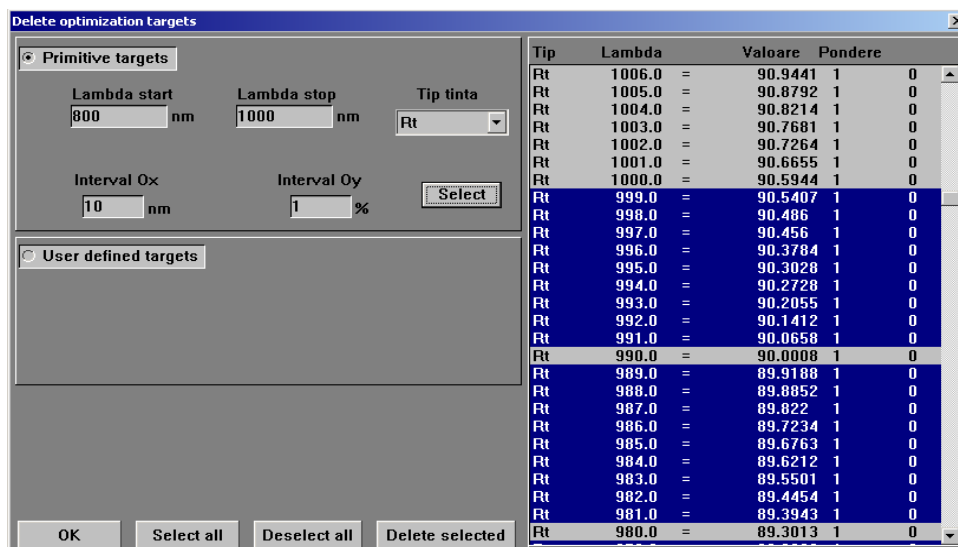 Delete optimization targets
Primitive targets
Lambda start Lambda stop Tip tinta
800 nm 1000 nm Rt
Interval Ox Interval Oy
10 nm 1 % Select
User defined targets
OK Select all Deselect all Delete selected
Tip Lambda Valoare Pondere
Rt 1006.0 = 90.9441 1 0
Rt 1005.0 = 90.8792 1 0
Rt 1004.0 = 90.8214 1 0
Rt 1003.0 = 90.7681 1 0
Rt 1002.0 = 90.7264 1 0
Rt 1001.0 = 90.6655 1 0
Rt 1000.0 = 90.5944 1 0
Rt 999.0 = 90.5407 1 0
Rt 998.0 = 90.486 1 0
Rt 997.0 = 90.456 1 0
Rt 996.0 = 90.3784 1 0
Rt 995.0 = 90.3028 1 0
Rt 994.0 = 90.2728 1 0
Rt 993.0 = 90.2055 1 0
Rt 992.0 = 90.1412 1 0
Rt 991.0 = 90.0658 1 0
Rt 990.0 = 90.0008 1 0
Rt 989.0 = 89.9188 1 0
Rt 988.0 = 89.8852 1 0
Rt 987.0 = 89.822 1 0
Rt 986.0 = 89.7234 1 0
Rt 985.0 = 89.6763 1 0
Rt 984.0 = 89.6212 1 0
Rt 983.0 = 89.5501 1 0
Rt 982.0 = 89.4454 1 0
Rt 981.0 = 89.3943 1 0
Rt 980.0 = 89.3013 1 0